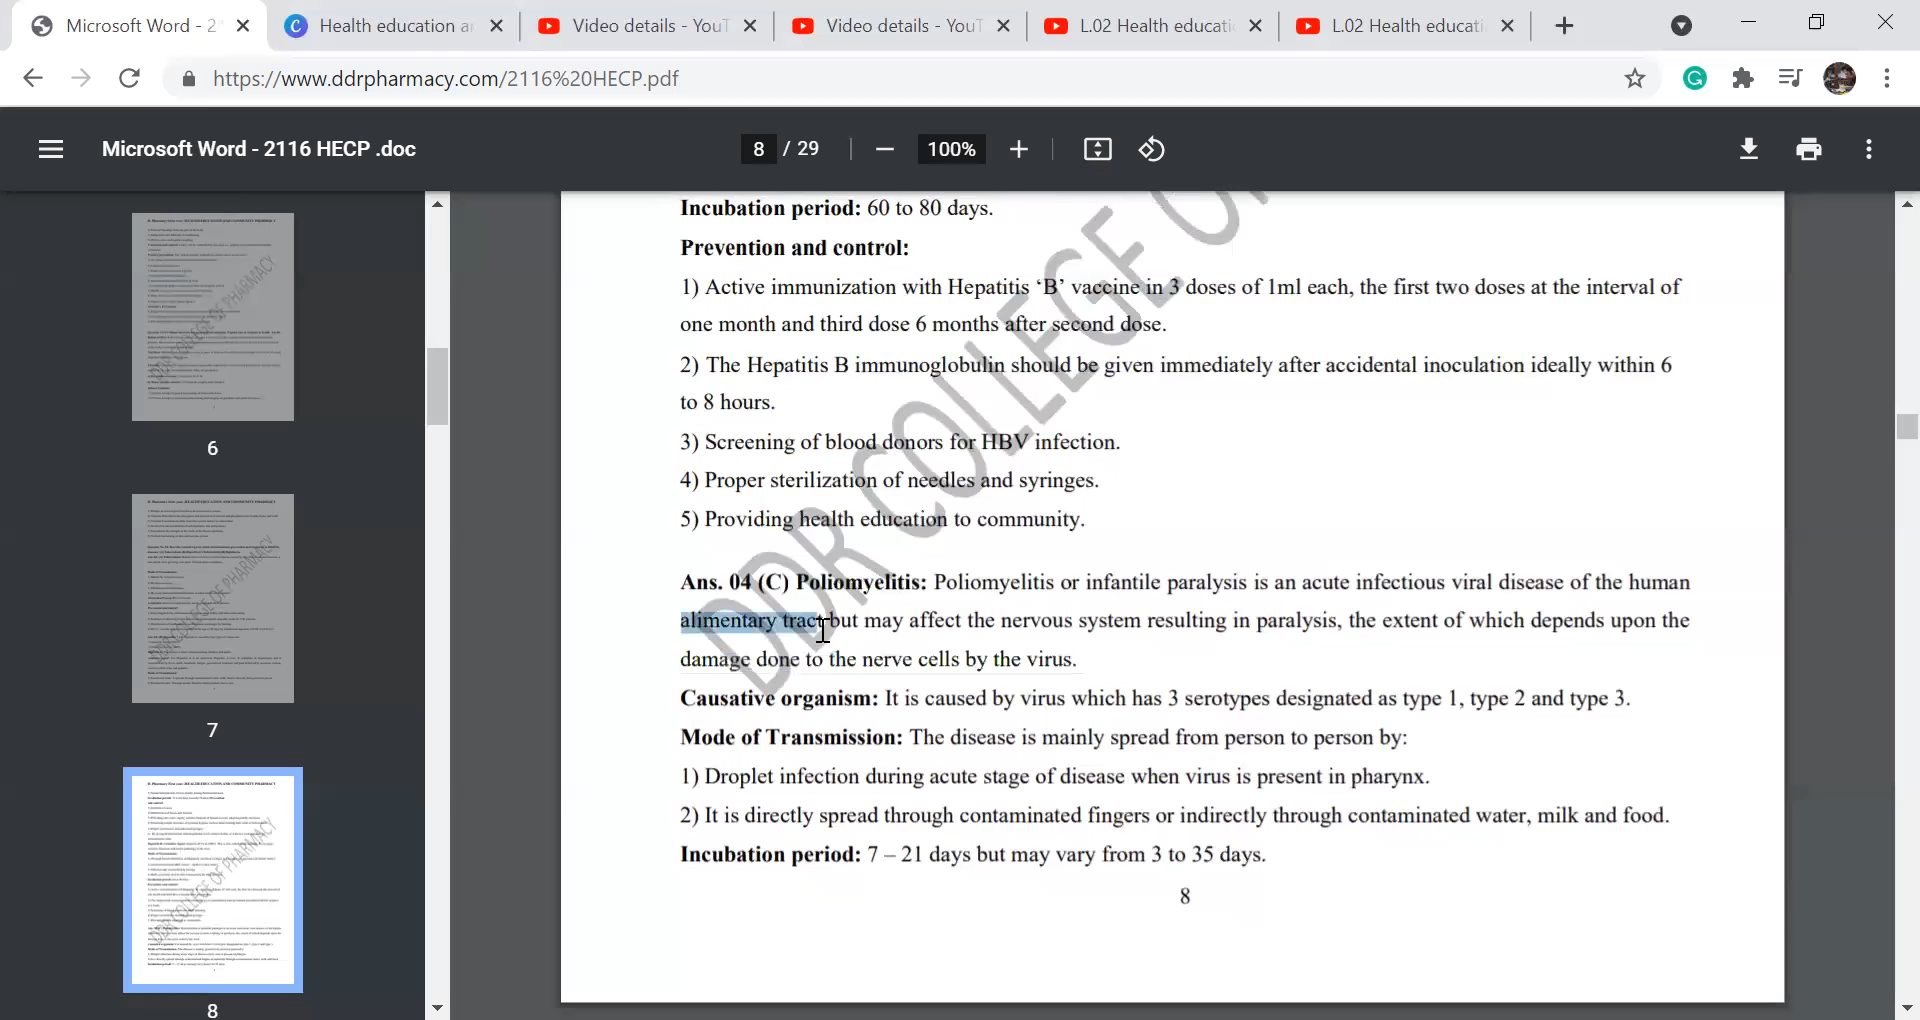 Microsoft Word - 2
Health education a
Video details - YouT
Video details - YouT
L.02 Health educati
L.02 Health educati
https://www.ddrpharmacy.com/2116%20HECP.pdf
Microsoft Word - 2116 HECP .doc
8 / 29
100%
6
7
8
Incubation period: 60 to 80 days.
Prevention and control:
1) Active immunization with Hepatitis ‘B’ vaccine in 3 doses of 1ml each, the first two doses at the interval of
one month and third dose 6 months after second dose.
2) The Hepatitis B immunoglobulin should be given immediately after accidental inoculation ideally within 6
to 8 hours.
3) Screening of blood donors for HBV infection.
4) Proper sterilization of needles and syringes.
5) Providing health education to community.
Ans. 04 (C) Poliomyelitis: Poliomyelitis or infantile paralysis is an acute infectious viral disease of the human
alimentary tract but may affect the nervous system resulting in paralysis, the extent of which depends upon the
damage done to the nerve cells by the virus.
Causative organism: It is caused by virus which has 3 serotypes designated as type 1, type 2 and type 3.
Mode of Transmission: The disease is mainly spread from person to person by:
1) Droplet infection during acute stage of disease when virus is present in pharynx.
2) It is directly spread through contaminated fingers or indirectly through contaminated water, milk and food.
Incubation period: 7 – 21 days but may vary from 3 to 35 days.
8
DDR COLLEGE OF